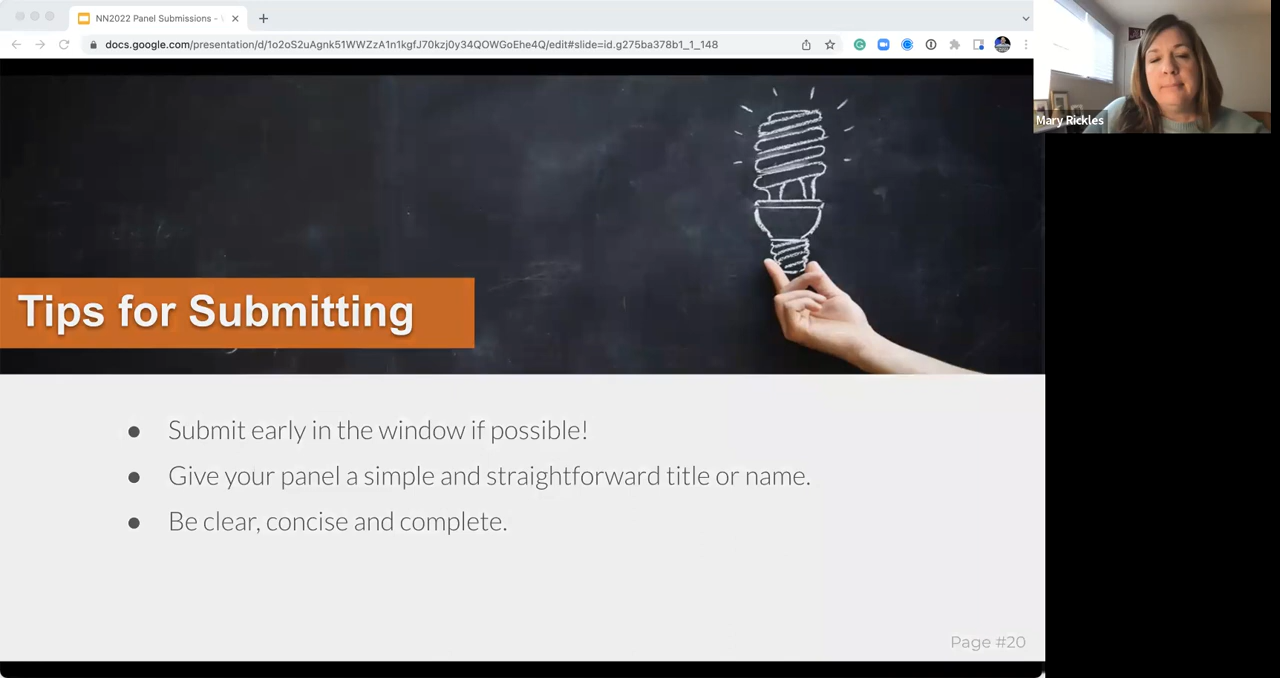 NN2022 Panel Submissions -
docs.google.com/presentation/d/1o2oS2uAgnk51WWZzA1n1kgfJ70kzj0y34QOWGoEhe4Q/edit#slide=id.g275ba378b1_1_148
Mary Rickles
Tips for Submitting
● Submit early in the window if possible!
● Give your panel a simple and straightforward title or name.
● Be clear, concise and complete.
Page #20